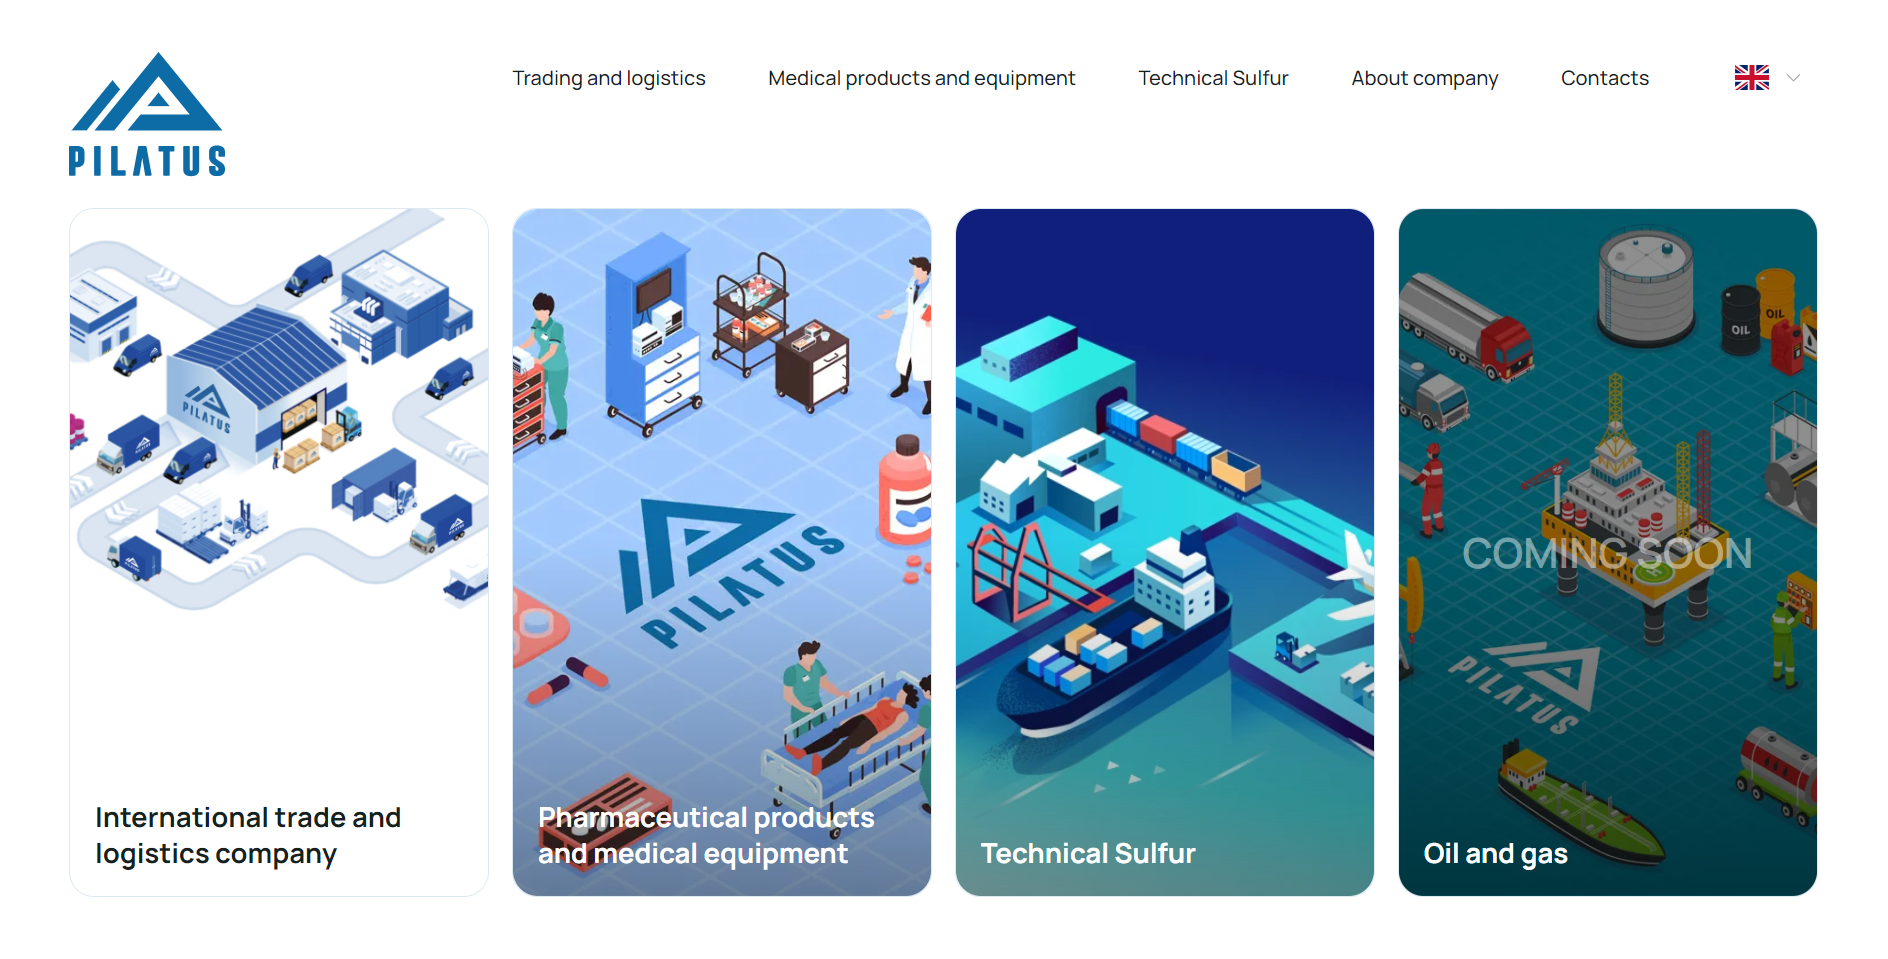 Trading and logistics
Medical products and equipment
Technical Sulfur
About company
Contacts
PILATUS
PILATUS
International trade and
logistics company
PILATUS
Pharmaceutical products
and medical equipment
Technical Sulfur
OIL
OIL
COMING SOON
PILATUS
Oil and gas